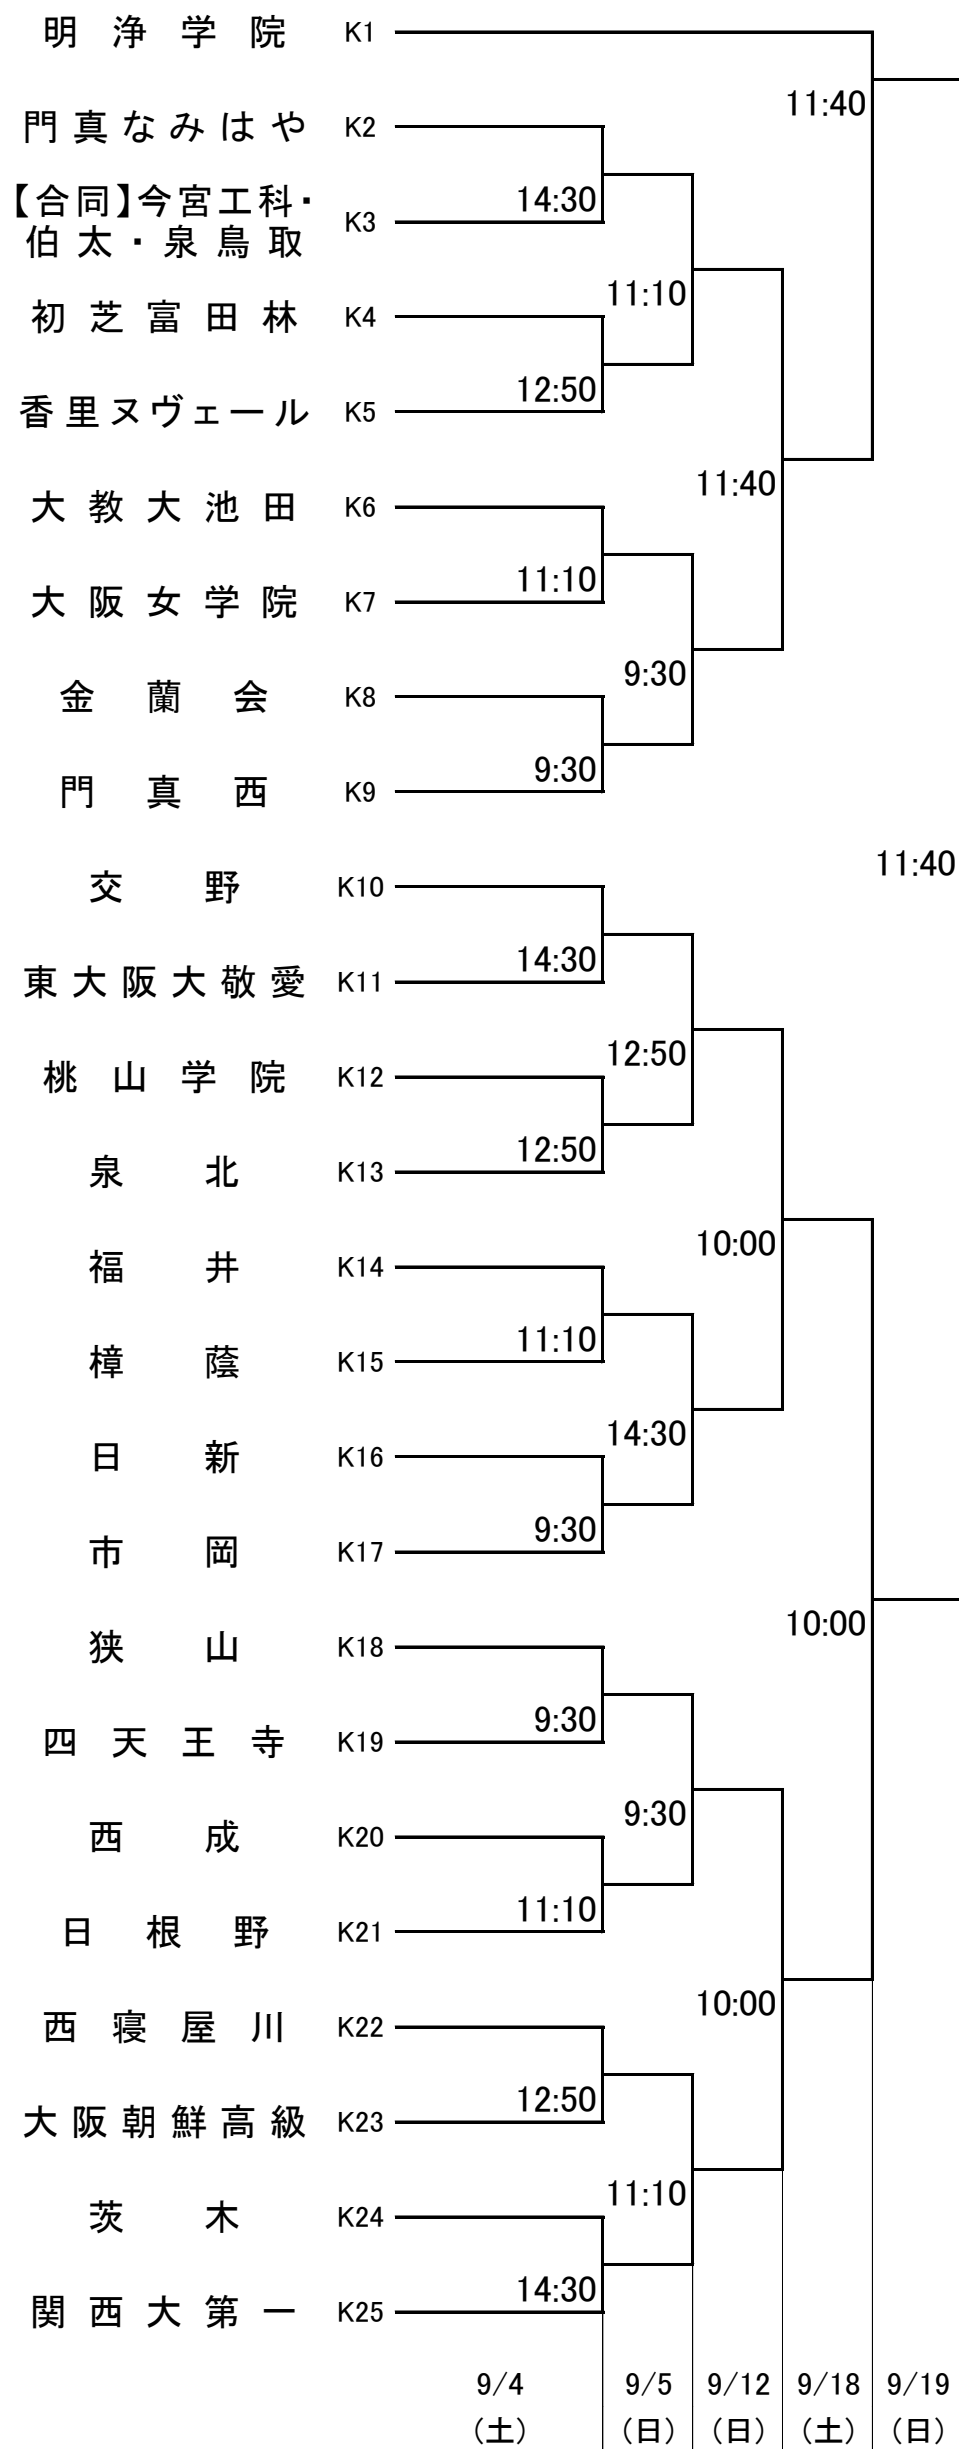 明浄学院 K1
11:40
門真なみはや K2
【合同】今宮工科・
伯太・泉鳥取 K3
14:30
11:10
初芝富田林 K4
12:50
香里ヌヴェール K5
11:40
大教大池田 K6
11:10
大阪女学院 K7
9:30
金蘭会 K8
9:30
門真西 K9
11:40
交野 K10
14:30
東大阪大敬愛 K11
12:50
桃山学院 K12
12:50
泉北 K13
10:00
福井 K14
11:10
樟蔭 K15
14:30
日新 K16
9:30
市岡 K17
10:00
狭山 K18
9:30
四天王寺 K19
9:30
西成 K20
11:10
日根野 K21
10:00
西寝屋川 K22
12:50
大阪朝鮮高級 K23
11:10
茨木 K24
14:30
関西大第一 K25
9/4 9/5 9/12 9/18 9/19
（土） （日） （日） （土） （日）